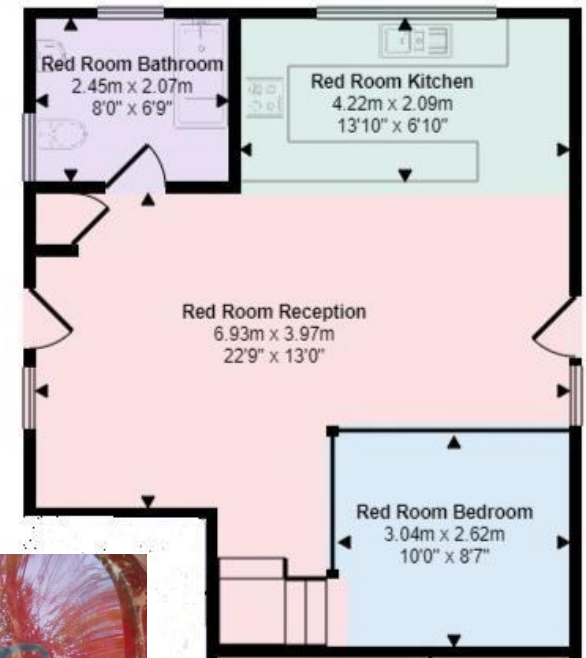 Red Room Bathroom
2.45m x 2.07m
8'0" x 6'9"
Red Room Kitchen
4.22m x 2.09m
13'10" x 6'10"
Red Room Reception
6.93m x 3.97m
22'9" x 13'0"
Red Room Bedroom
3.04m x 2.62m
10'0" x 8'7"